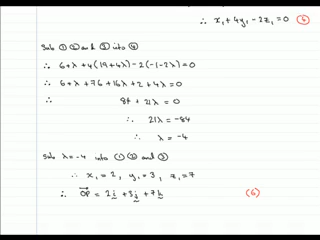 ∴ x₁ + 4y₁ - 2z₁ = 0 ④
Sub ① ② and ③ into ④
∴ 6+λ + 4(19+4λ) - 2(-1-2λ) = 0
∴ 6+λ + 76 + 16λ + 2 + 4λ = 0
∴ 84 + 21λ = 0
∴ 21λ = -84
∴ λ = -4
Sub λ = -4 into ① ② and ③
∴ x₁ = 2, y₁ = 3, z₁ = 7
∴ OP = 2i + 3j + 7k (6)